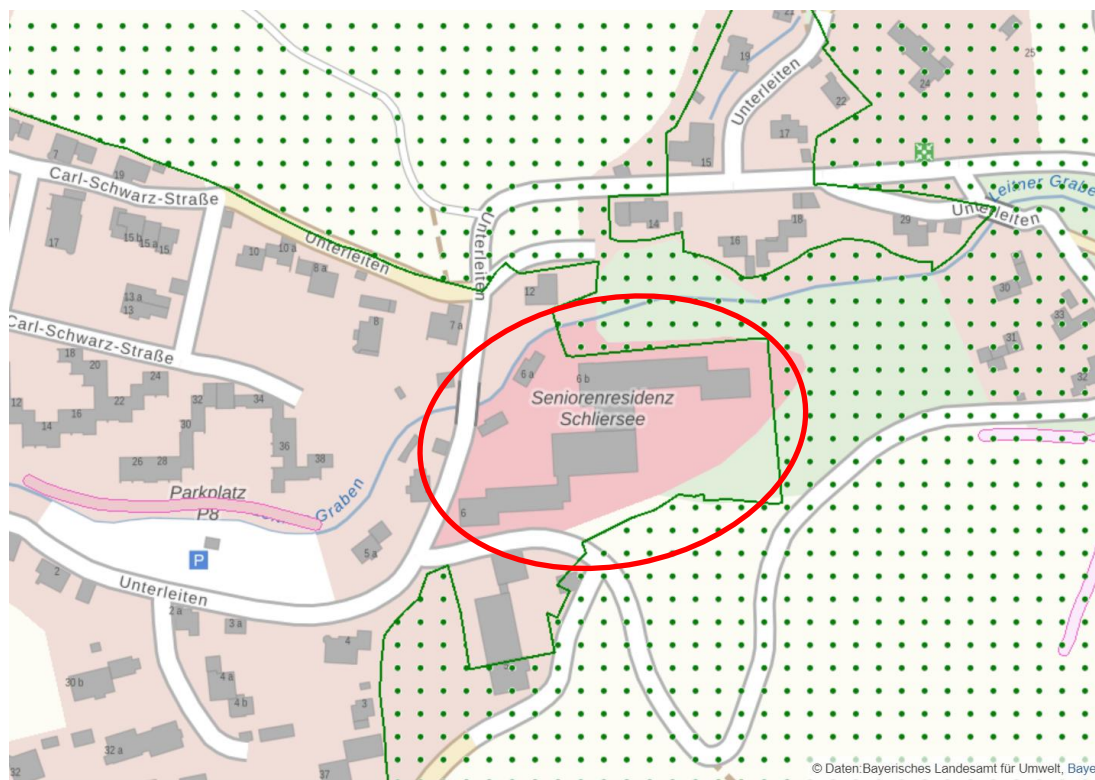 21
19
25
24
Unterleiten
22
17
7
19
15
Carl-Schwarz-Straße
Leitner Grabe
Unterleiten
14
18
29
17
15 b
15 a
15
Unterleiten
10
10 a
16
8 a
Unterleiten
12
30
13 a
13
8
7 a
33
Carl-Schwarz-Straße
31
18
20
24
6 a
6 b
32
12
22
32
34
Seniorenresidenz
Schliersee
16
14
30
36
26
28
38
Parkplatz
P8
Graben
6
5 a
P
2
Unterleiten
2 a
3 a
4
30 b
4 a
4 b
3
32 a
32
37
© Daten:Bayerisches Landesamt für Umwelt, Baye